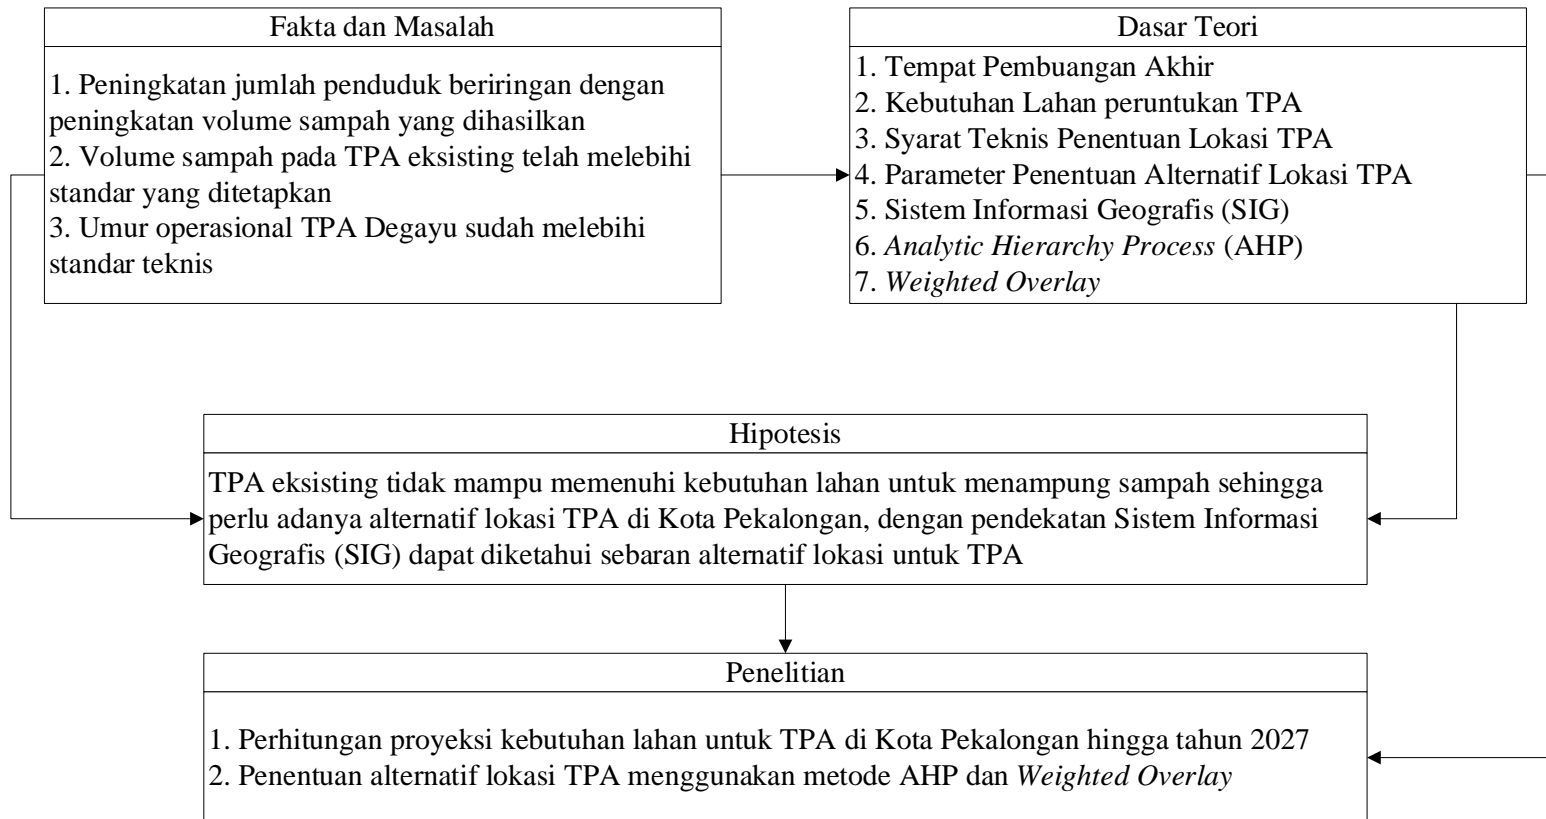 Fakta dan Masalah
1. Peningkatan jumlah penduduk beriringan dengan
peningkatan volume sampah yang dihasilkan
2. Volume sampah pada TPA eksisting telah melebihi
standar yang ditetapkan
3. Umur operasional TPA Degayu sudah melebihi
standar teknis
Dasar Teori
1. Tempat Pembuangan Akhir
2. Kebutuhan Lahan peruntukan TPA
3. Syarat Teknis Penentuan Lokasi TPA
4. Parameter Penentuan Alternatif Lokasi TPA
5. Sistem Informasi Geografis (SIG)
6. Analytic Hierarchy Process (AHP)
7. Weighted Overlay
Hipotesis
TPA eksisting tidak mampu memenuhi kebutuhan lahan untuk menampung sampah sehingga
perlu adanya alternatif lokasi TPA di Kota Pekalongan, dengan pendekatan Sistem Informasi
Geografis (SIG) dapat diketahui sebaran alternatif lokasi untuk TPA
Penelitian
1. Perhitungan proyeksi kebutuhan lahan untuk TPA di Kota Pekalongan hingga tahun 2027
2. Penentuan alternatif lokasi TPA menggunakan metode AHP dan Weighted Overlay